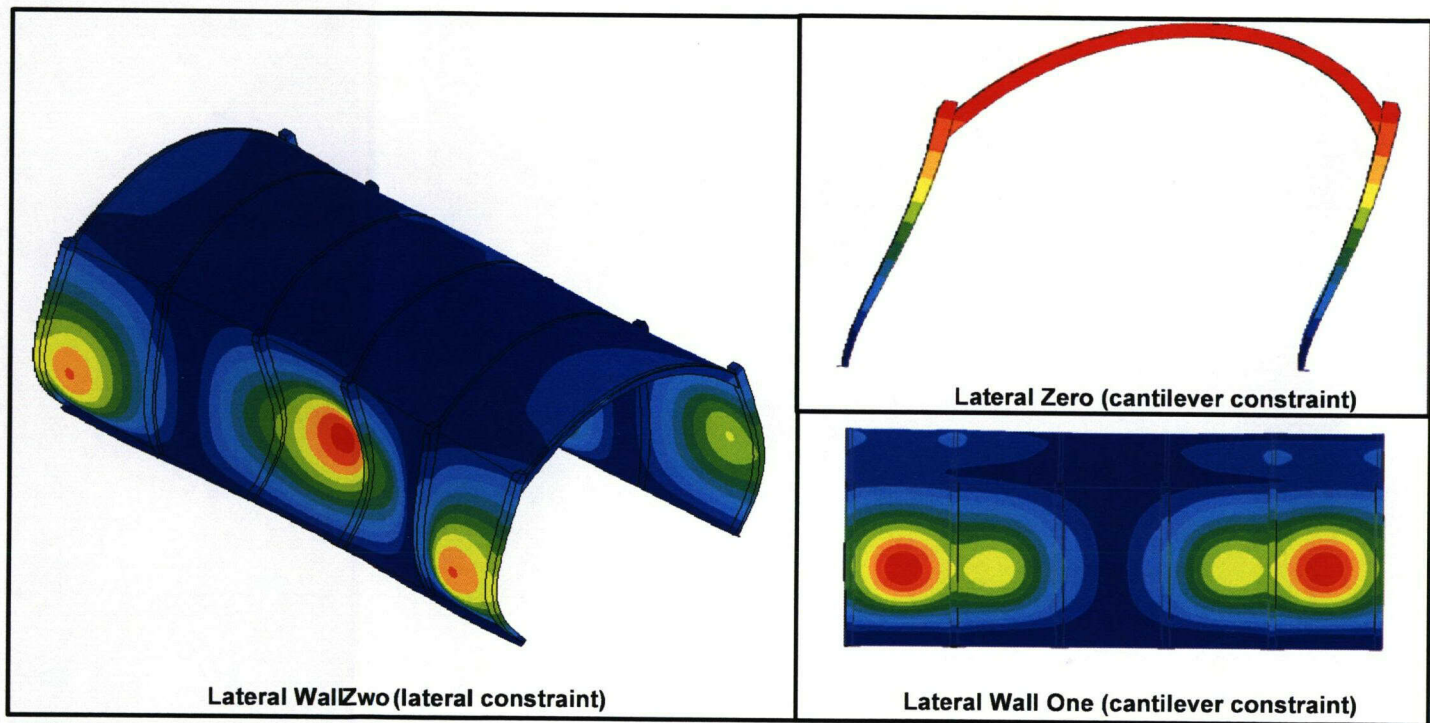 Lateral Zero (cantilever constraint)
Lateral WallZwo (lateral constraint)
Lateral Wall One (cantilever constraint)